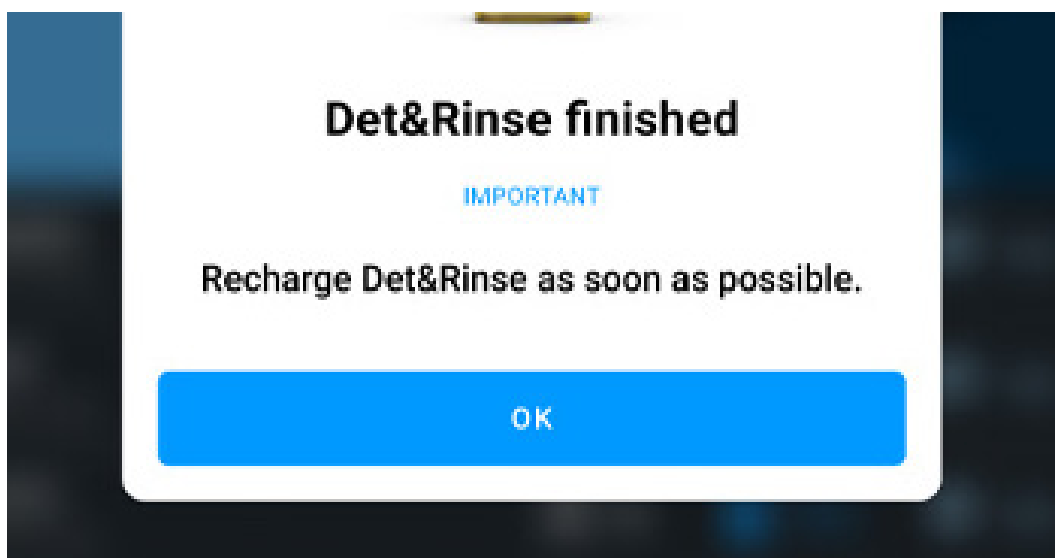 Det&Rinse finished
IMPORTANT
Recharge Det&Rinse as soon as possible.
OK